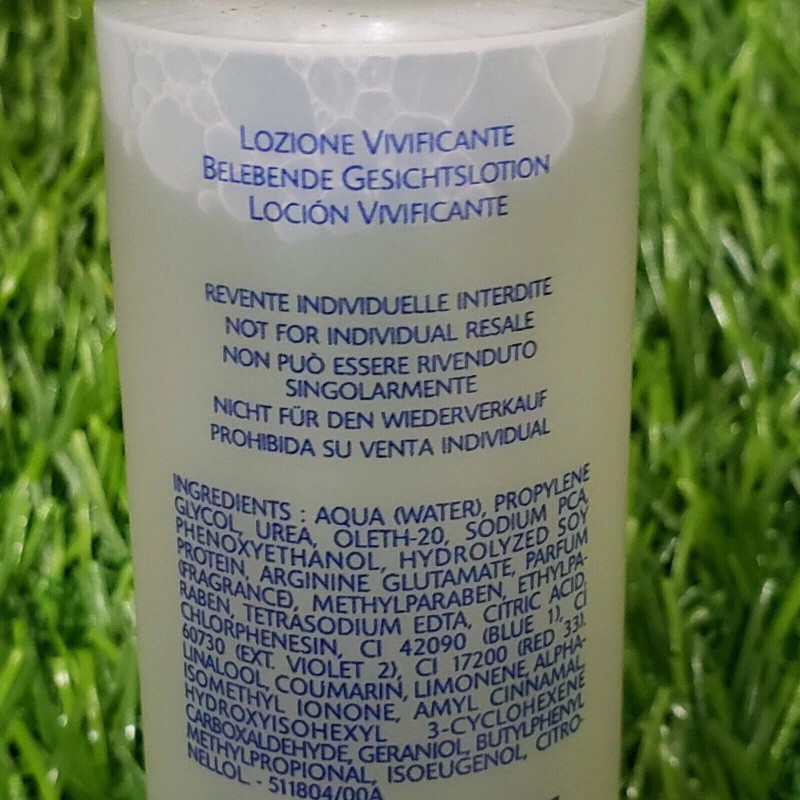 LOZIONE VIVIFICANTE
BELEBENDE GESICHTSLOTION
LOCIÓN VIVIFICANTE
REVENTE INDIVIDUELLE INTERDITE
NOT FOR INDIVIDUAL RESALE
NON PUÒ ESSERE RIVENDUTO
SINGOLARMENTE
NICHT FÜR DEN WIEDERVERKAUF
PROHIBIDA SU VENTA INDIVIDUAL
INGREDIENTS : AQUA (WATER), PROPYLENE
GLYCOL, UREA, OLETH-20, SODIUM PCA,
PHENOXYETHANOL, HYDROLYZED SOY
PROTEIN, ARGININE GLUTAMATE, PARFUM
(FRAGRANCE), METHYLPARABEN, ETHYLPA-
RABEN, TETRASODIUM EDTA, CITRIC ACID,
CHLORPHENESIN, CI 42090 (BLUE 1), CI
60730 (EXT. VIOLET 2), CI 17200 (RED 33),
LINALOOL, COUMARIN, LIMONENE, ALPHA-
ISOMETHYL IONONE, AMYL CINNAMAL,
HYDROXYISOHEXYL 3-CYCLOHEXENE
CARBOXALDEHYDE, GERANIOL, BUTYLPHENYL
METHYLPROPIONAL, ISOEUGENOL, CITRO-
NELLOL. - 511804/00A